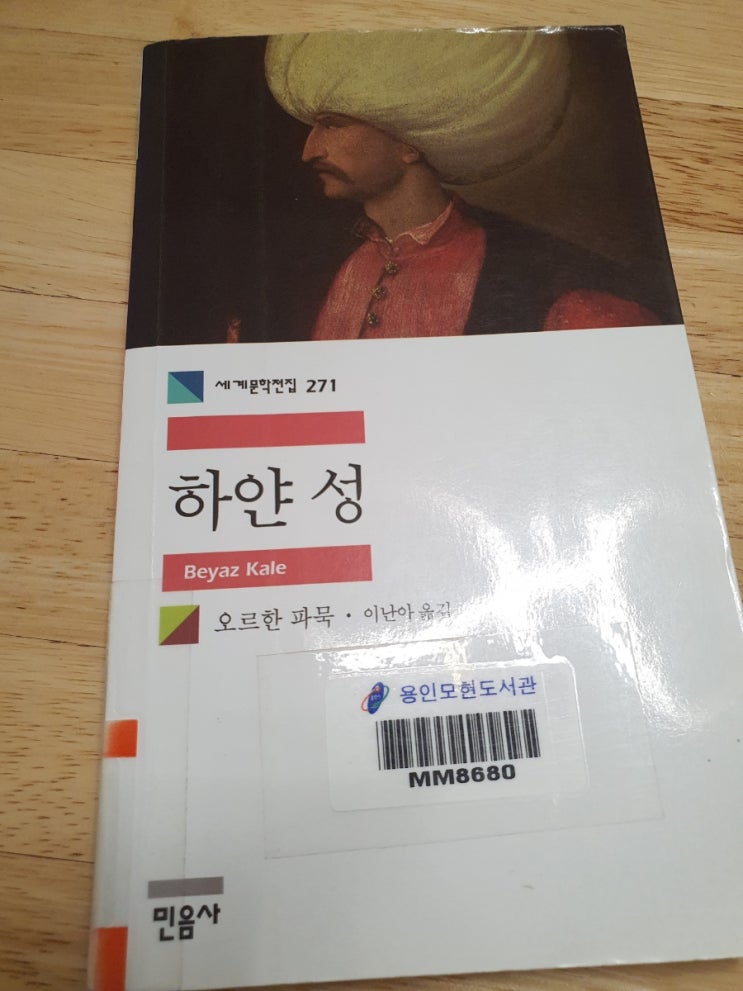 세계문학전집 271
하얀 성
Beyaz Kale
오르한 파묵 · 이난아 옮김
용인모현도서관
MM8680
민음사